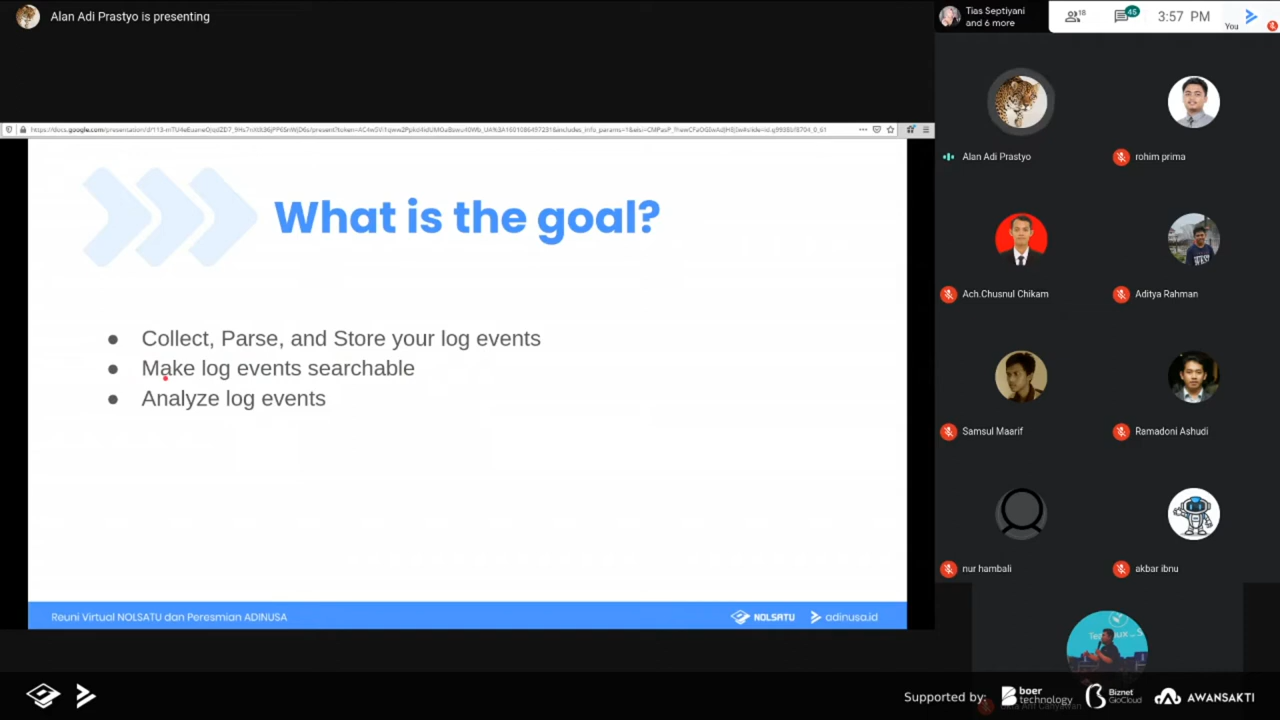 Alan Adi Prastyo is presenting
Tias Septiyani
and 6 more
18
45
3:57 PM
You
What is the goal?
● Collect, Parse, and Store your log events
● Make log events searchable
● Analyze log events
Reuni Virtual NOLSATU dan Peresmian ADINUSA
NOLSATU
adinusa.id
Alan Adi Prastyo
rohim prima
Ach.Chusnul Chikam
Aditya Rahman
Samsul Maarif
Ramadoni Ashudi
nur hambali
akbar ibnu
Supported by:
boer
technology
Biznet
GioCloud
AWANSAKTI